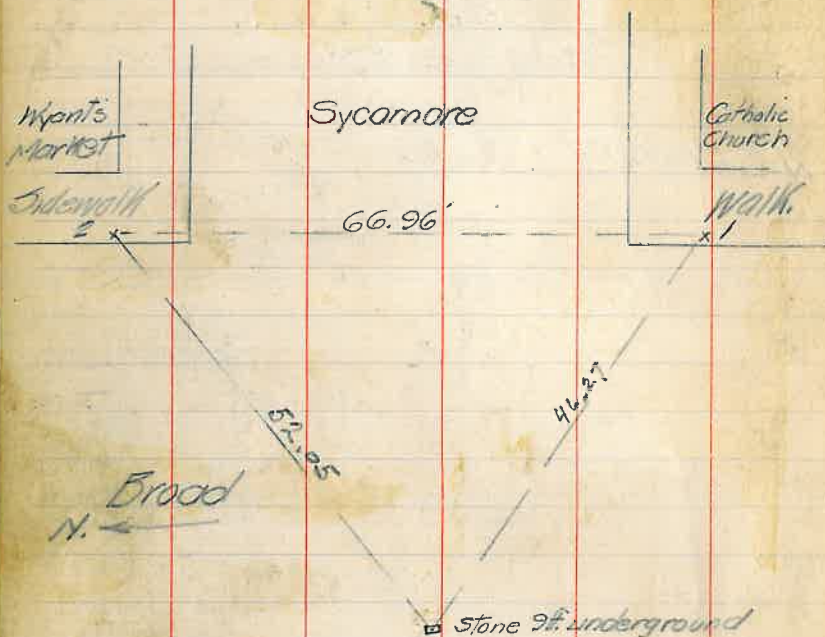 Wyant's
Market
Sycamore
Catholic
Church
Sidewalk
2
66.96'
Walk.
1
52.05
46.27
Broad
N.
Stone 9ft. underground